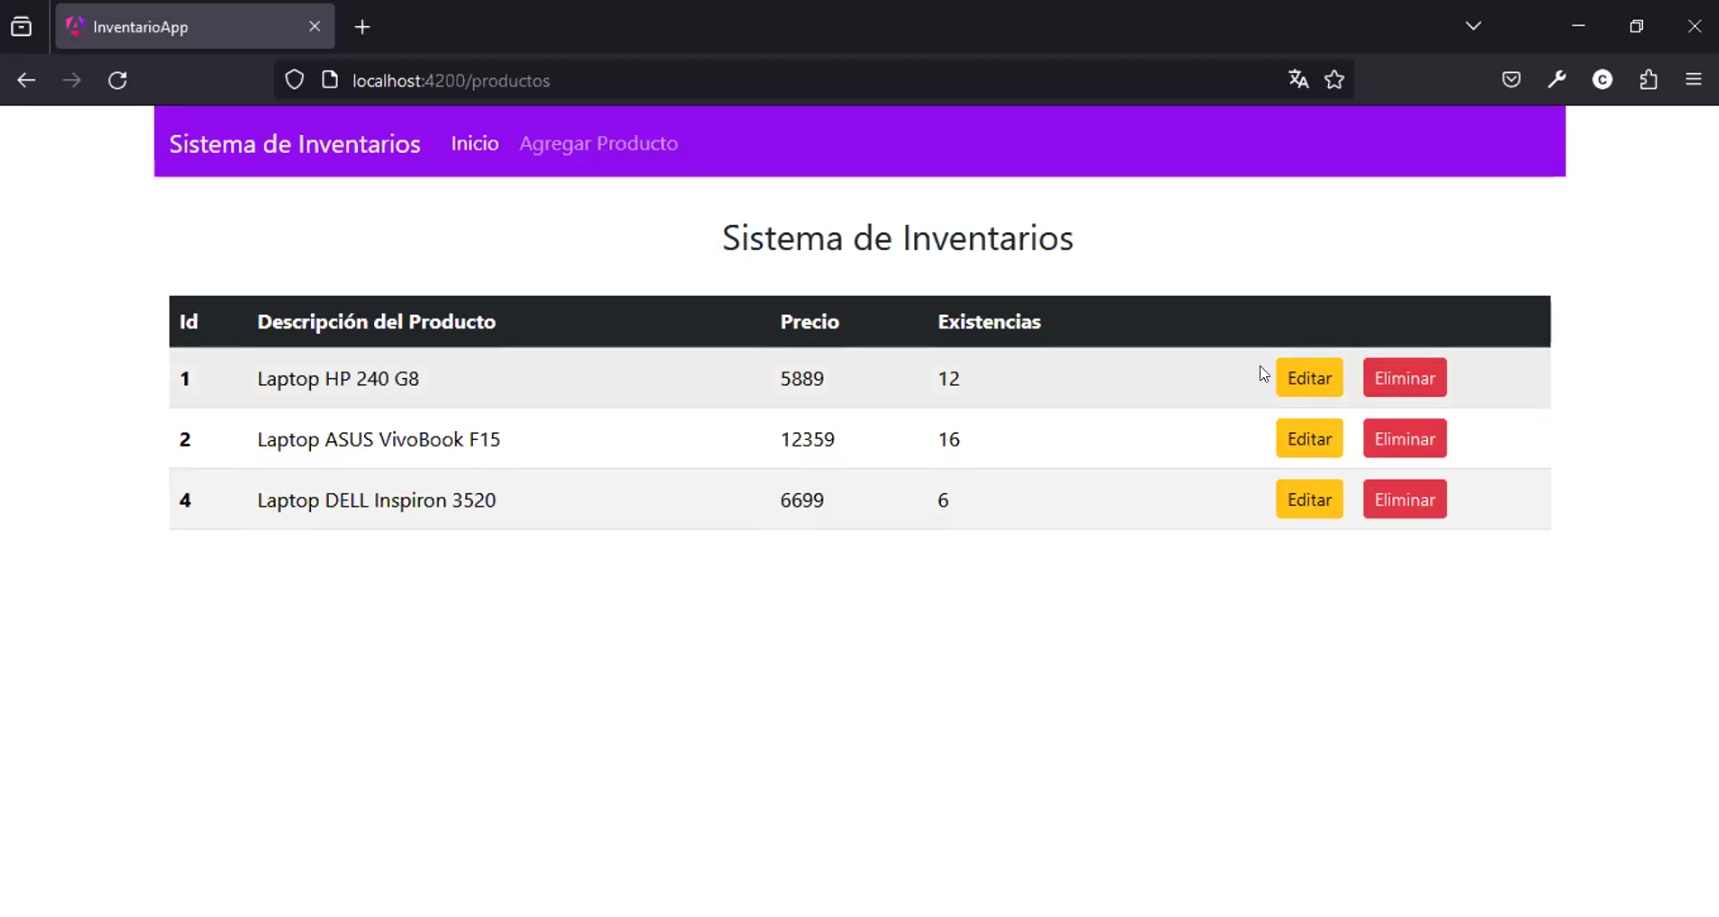 InventarioApp
localhost:4200/productos
Sistema de Inventarios Inicio Agregar Producto
Sistema de Inventarios
Id Descripción del Producto Precio Existencias
1 Laptop HP 240 G8 5889 12 Editar Eliminar
2 Laptop ASUS VivoBook F15 12359 16 Editar Eliminar
4 Laptop DELL Inspiron 3520 6699 6 Editar Eliminar